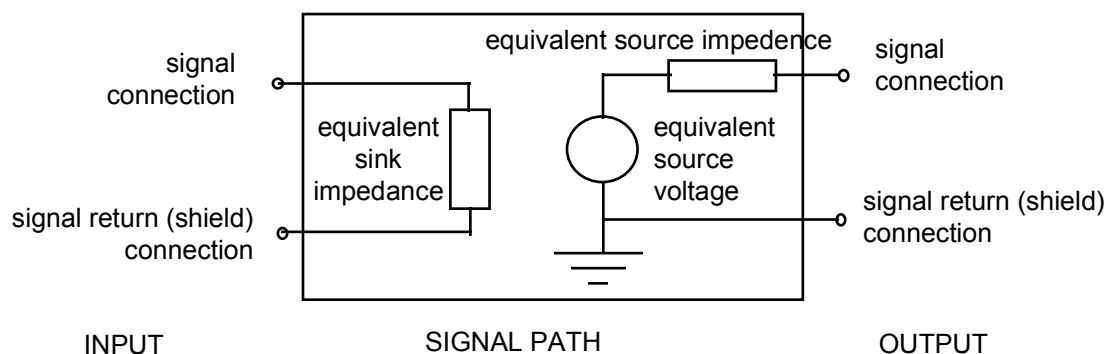 equivalent source impedence
signal
connection
signal
connection
equivalent
sink
impedance
equivalent
source
voltage
signal return (shield)
connection
signal return (shield)
connection
INPUT
SIGNAL PATH
OUTPUT